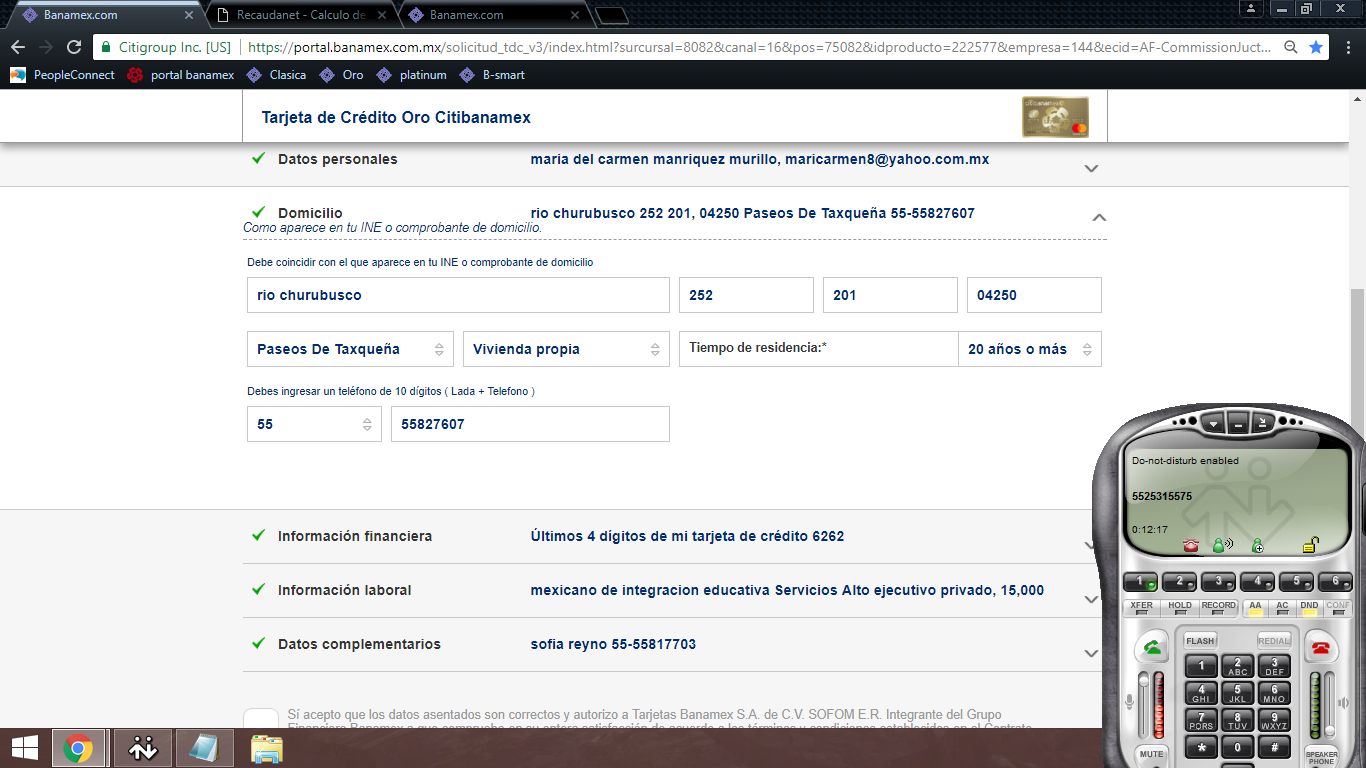 Banamex.com
Recaudanet - Calculo de
Banamex.com
Citigroup Inc. [US]
https://portal.banamex.com.mx/solicitud_tdc_v3/index.html?sursursal=8082&canal=16&pos=75082&idproducto=222577&empresa=144&ecid=AF-CommissionJuct...
PeopleConnect
portal banamex
Clasica
Oro
platinum
B-smart
Tarjeta de Crédito Oro Citibanamex
Datos personales
maria del carmen manriquez murillo, maricarmen8@yahoo.com.mx
Domicilio
rio churubusco 252 201, 04250 Paseos De Taxqueña 55-55827607
Como aparece en tu INE o comprobante de domicilio.
Debe coincidir con el que aparece en tu INE o comprobante de domicilio
rio churubusco
252
201
04250
Paseos De Taxqueña
Vivienda propia
Tiempo de residencia:*
20 años o más
Debes ingresar un teléfono de 10 dígitos ( Lada + Telefono )
55
55827607
Información financiera
Últimos 4 dígitos de mi tarjeta de crédito 6262
Información laboral
mexicano de integracion educativa Servicios Alto ejecutivo privado, 15,000
Datos complementarios
sofia reyno 55-55817703
Sí acepto que los datos asentados son correctos y autorizo a Tarjetas Banamex S.A. de C.V. SOFOM E.R. Integrante del Grupo
Do-not-disturb enabled
5525315575
0:12:17
1
2
3
4
5
6
XFER
HOLD
RECORD
AA
AC
DND
CONF
FLASH
REDIAL
1
2 ABC
3 DEF
4 GHI
5 JKL
6 MNO
7 PQRS
8 TUV
9 WXYZ
*
0
#
MUTE
SPEAKER
PHONE